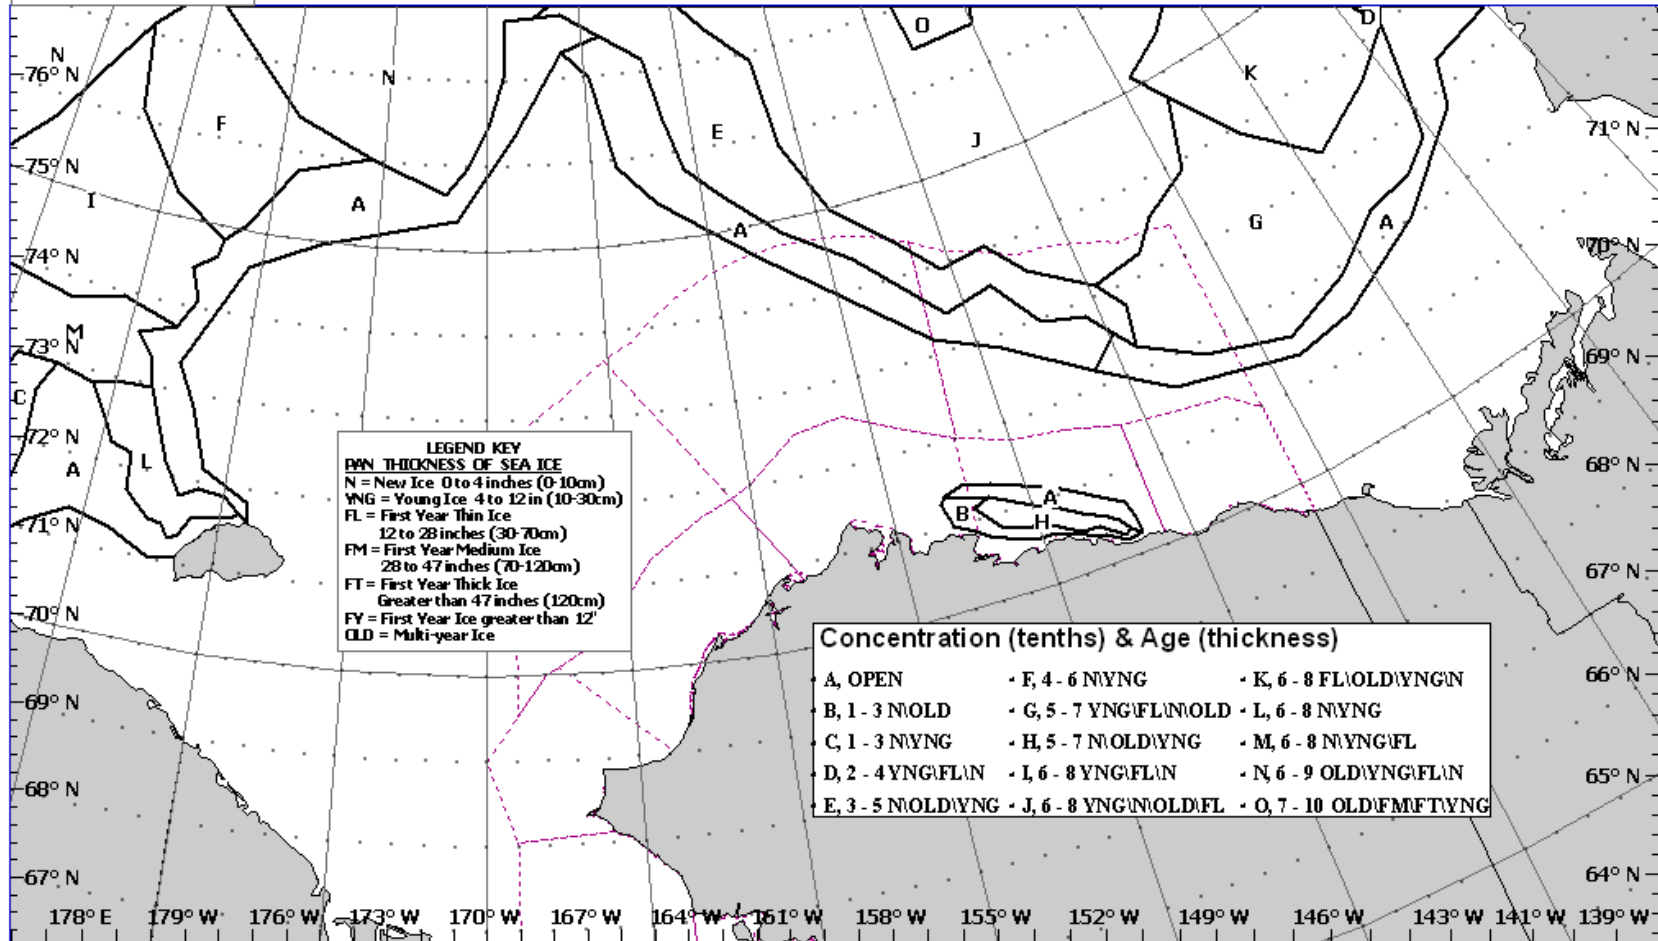 O
D
N
76° N
N
K
F
E
J
71° N
75° N
I
A
A
G
A
70° N
74° N
M
73° N
69° N
C
72° N
A
L
68° N
71° N
A
B
H
67° N
70° N
LEGEND KEY
PAN THICKNESS OF SEA ICE
N = New Ice 0 to 4 inches (0-10cm)
YNG = Young Ice 4 to 12 in (10-30cm)
FL = First Year Thin Ice
12 to 28 inches (30-70cm)
FM = First Year Medium Ice
28 to 47 inches (70-120cm)
FT = First Year Thick Ice
Greater than 47 inches (120cm)
FY = First Year Ice greater than 12"
OLD = Multi-year Ice
Concentration (tenths) & Age (thickness)
A, OPEN
B, 1 - 3 N\OLD
C, 1 - 3 N\YNG
D, 2 - 4 YNG\FL\N
E, 3 - 5 N\OLD\YNG
- F, 4 - 6 N\YNG
- G, 5 - 7 YNG\FL\N\OLD
- H, 5 - 7 N\OLD\YNG
- I, 6 - 8 YNG\FL\N
- J, 6 - 8 YNG\N\OLD\FL
- K, 6 - 8 FL\OLD\YNG\N
- L, 6 - 8 N\YNG
- M, 6 - 8 N\YNG\FL
- N, 6 - 9 OLD\YNG\FL\N
- O, 7 - 10 OLD\FM\FT\YNG
69° N
66° N
68° N
65° N
67° N
64° N
178° E 179° W 176° W 173° W 170° W 167° W 164° W 161° W 158° W 155° W 152° W 149° W 146° W 143° W 141° W 139° W